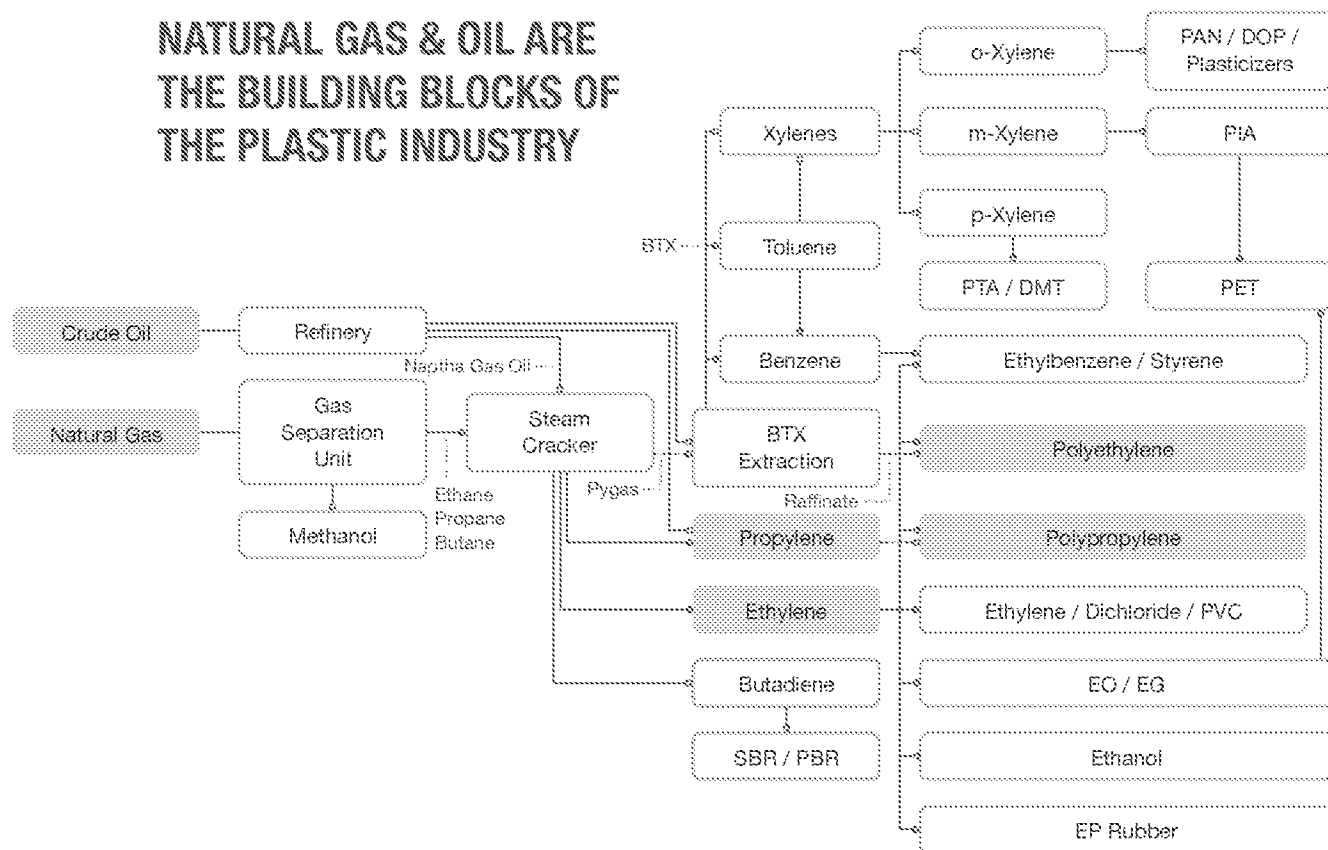 NATURAL GAS & OIL ARE
THE BUILDING BLOCKS OF
THE PLASTIC INDUSTRY
o-Xylene
PAN / DOP /
Plasticizers
Xylenes
m-Xylene
PIA
p-Xylene
BTX
Toluene
PTA / DMT
PET
Crude Oil
Refinery
Naptha Gas Oil
Benzene
Ethylbenzene / Styrene
Natural Gas
Gas
Separation
Unit
Steam
Cracker
BTX
Extraction
Polyethylene
Ethane
Propane
Butane
Pygas
Raffinate
Methanol
Propylene
Polypropylene
Ethylene
Ethylene / Dichloride / PVC
Butadiene
EO / EG
SBR / PBR
Ethanol
EP Rubber